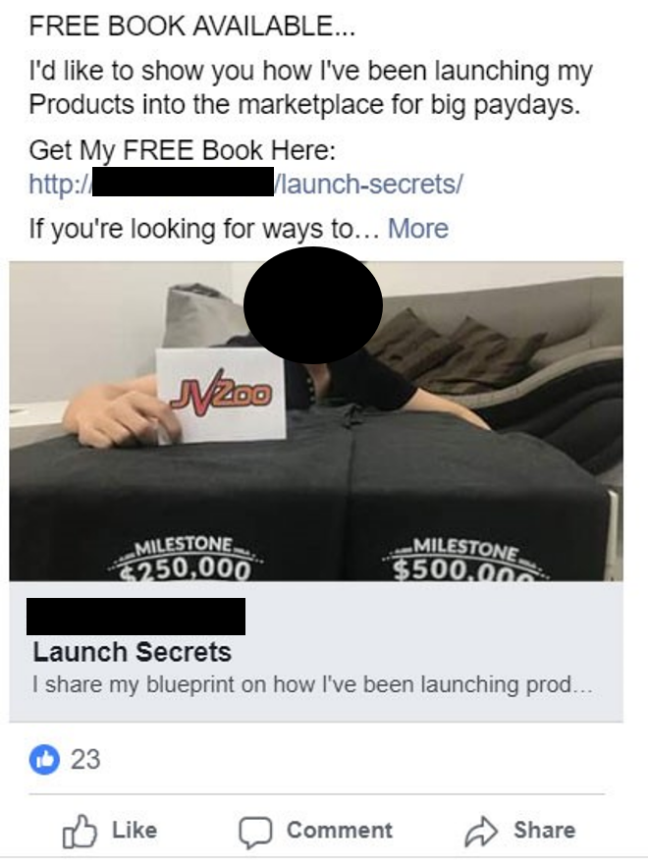 FREE BOOK AVAILABLE...
I'd like to show you how I've been launching my
Products into the marketplace for big paydays.
Get My FREE Book Here:
http:// /launch-secrets/
If you're looking for ways to... More
JVZoo
MILESTONE
$250,000
MILESTONE
$500,000
Launch Secrets
I share my blueprint on how I've been launching prod...
23
Like
Comment
Share